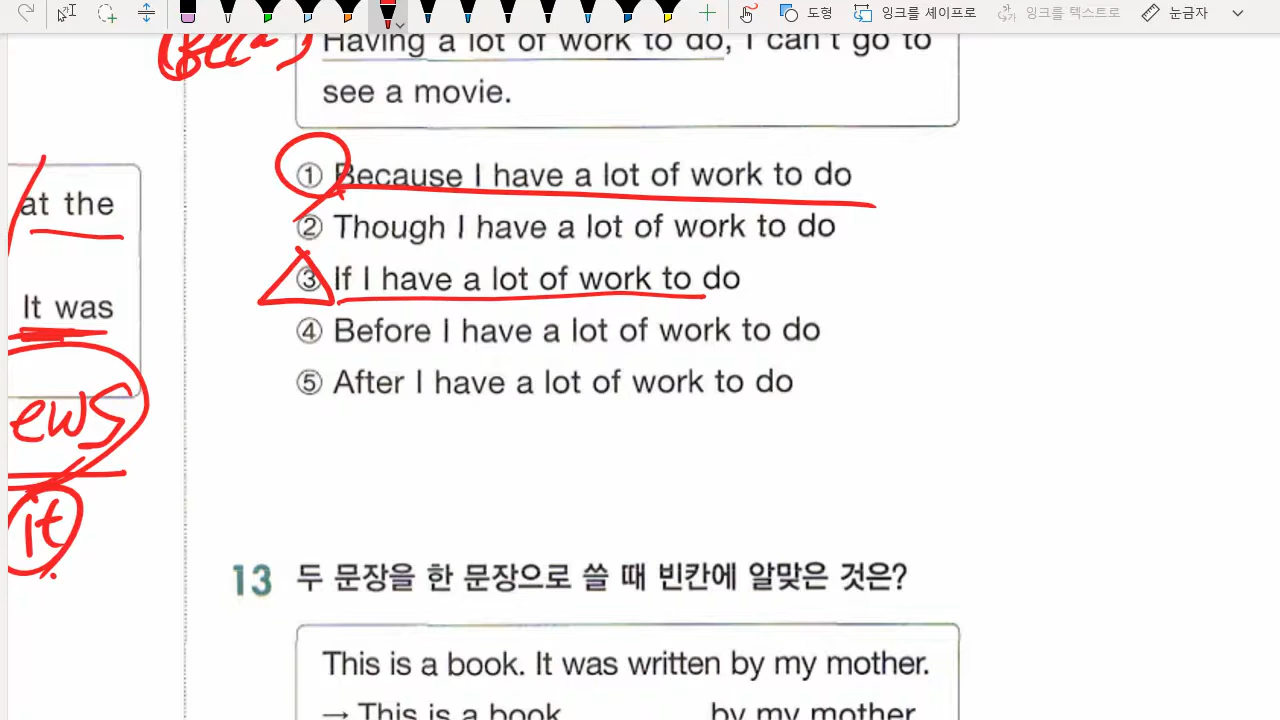 도형
잉크를 셰이프로
잉크를 텍스트로
눈금자
Having a lot of work to do, I can't go to
see a movie.
① Because I have a lot of work to do
② Though I have a lot of work to do
③ If I have a lot of work to do
④ Before I have a lot of work to do
⑤ After I have a lot of work to do
at the
It was
ews
it
13 두 문장을 한 문장으로 쓸 때 빈칸에 알맞은 것은?
This is a book. It was written by my mother.
→ This is a book by my mother